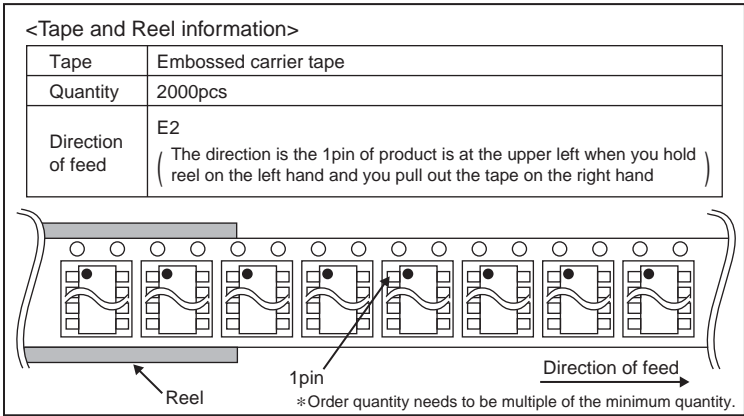 <Tape and Reel information>
Tape Embossed carrier tape
Quantity 2000pcs
Direction of feed E2
( The direction is the 1pin of product is at the upper left when you hold
reel on the left hand and you pull out the tape on the right hand )
Reel
1pin
Direction of feed
∗Order quantity needs to be multiple of the minimum quantity.